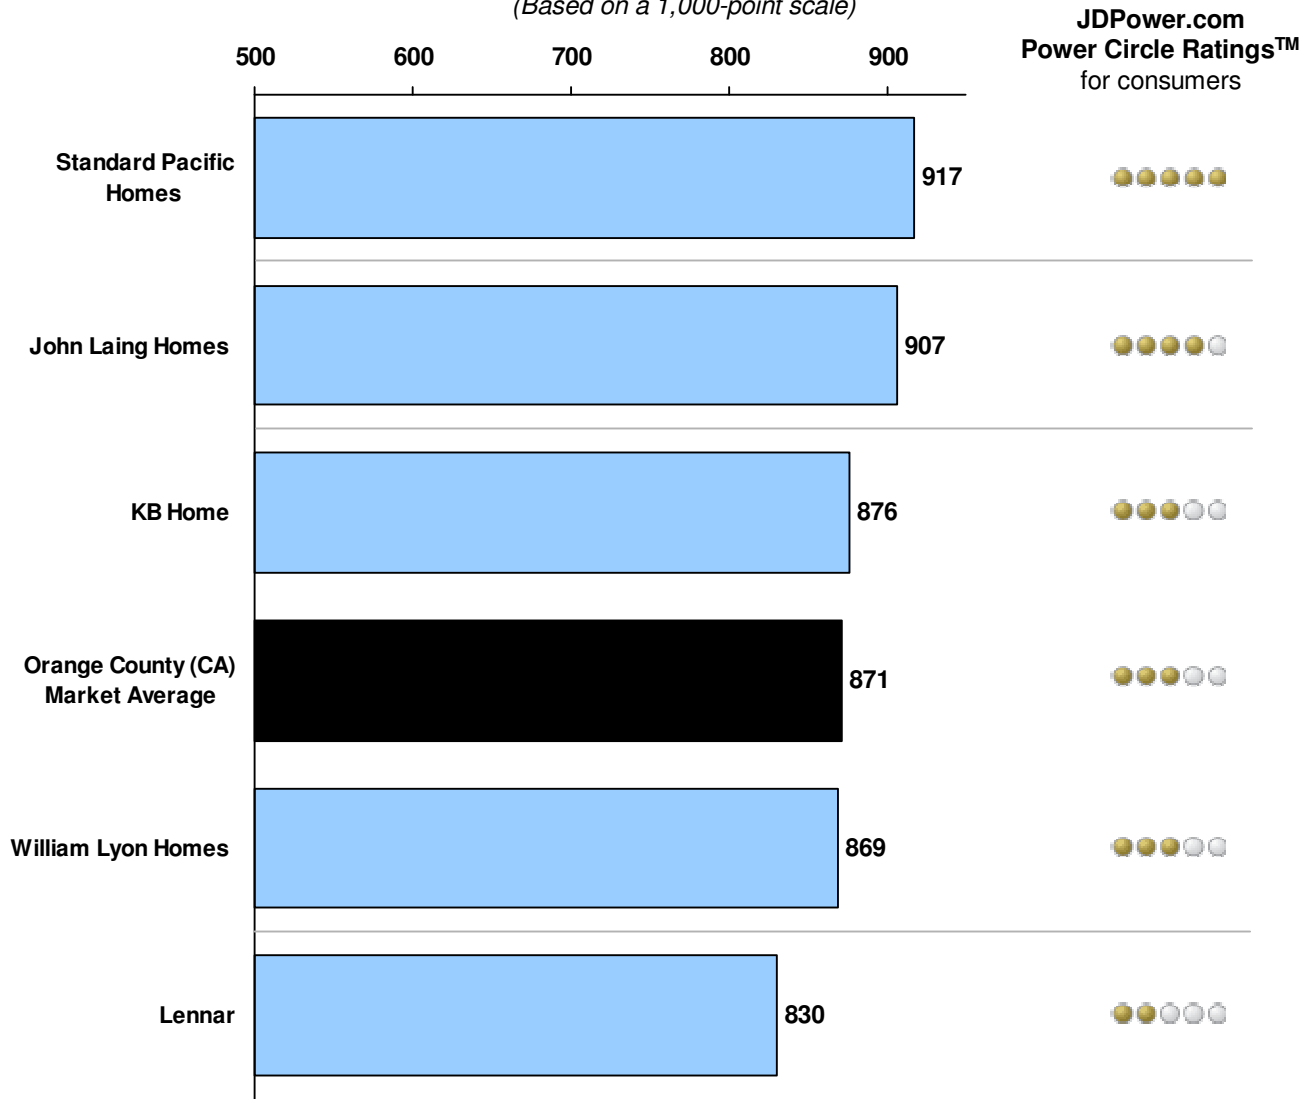 (Based on a 1,000-point scale)
JDPower.com
Power Circle Ratings™
for consumers
500 600 700 800 900
Standard Pacific
Homes
917
John Laing Homes
907
KB Home
876
Orange County (CA)
Market Average
871
William Lyon Homes
869
Lennar
830